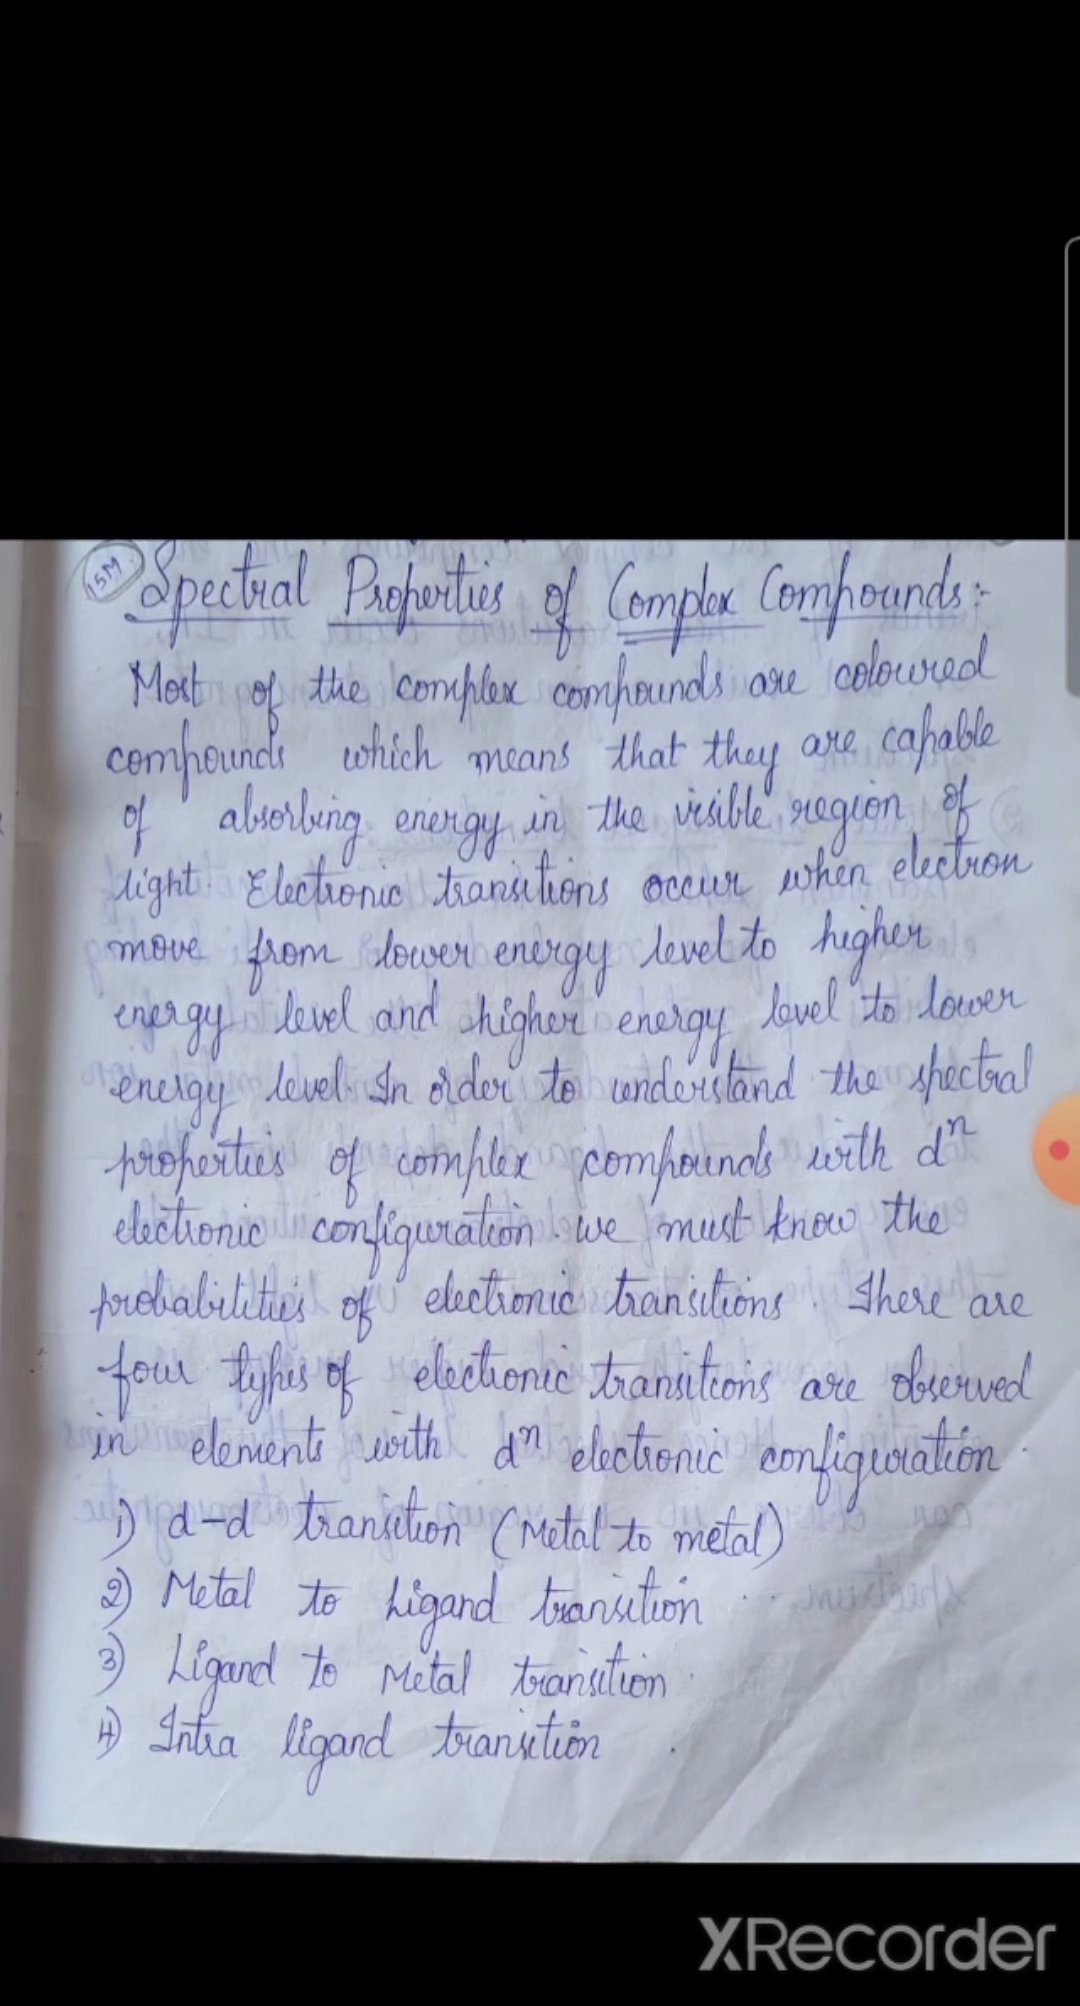 15M
Spectral Properties of Complex Compounds:-
Most of the complex compounds are coloured
compounds which means that they are capable
of absorbing energy in the visible region of
light. Electronic transitions occur when electron
move from lower energy level to higher
energy level and higher energy level to lower
energy level. In order to understand the spectral
properties of complex compounds with dⁿ
electronic configuration. we must know the
probabilities of electronic transitions. There are
four types of electronic transitions are observed
in elements with dⁿ electronic configuration.
1) d-d transition (Metal to metal)
2) Metal to Ligand transition
3) Ligand to Metal transition
4) Intra ligand transition.
XRecorder